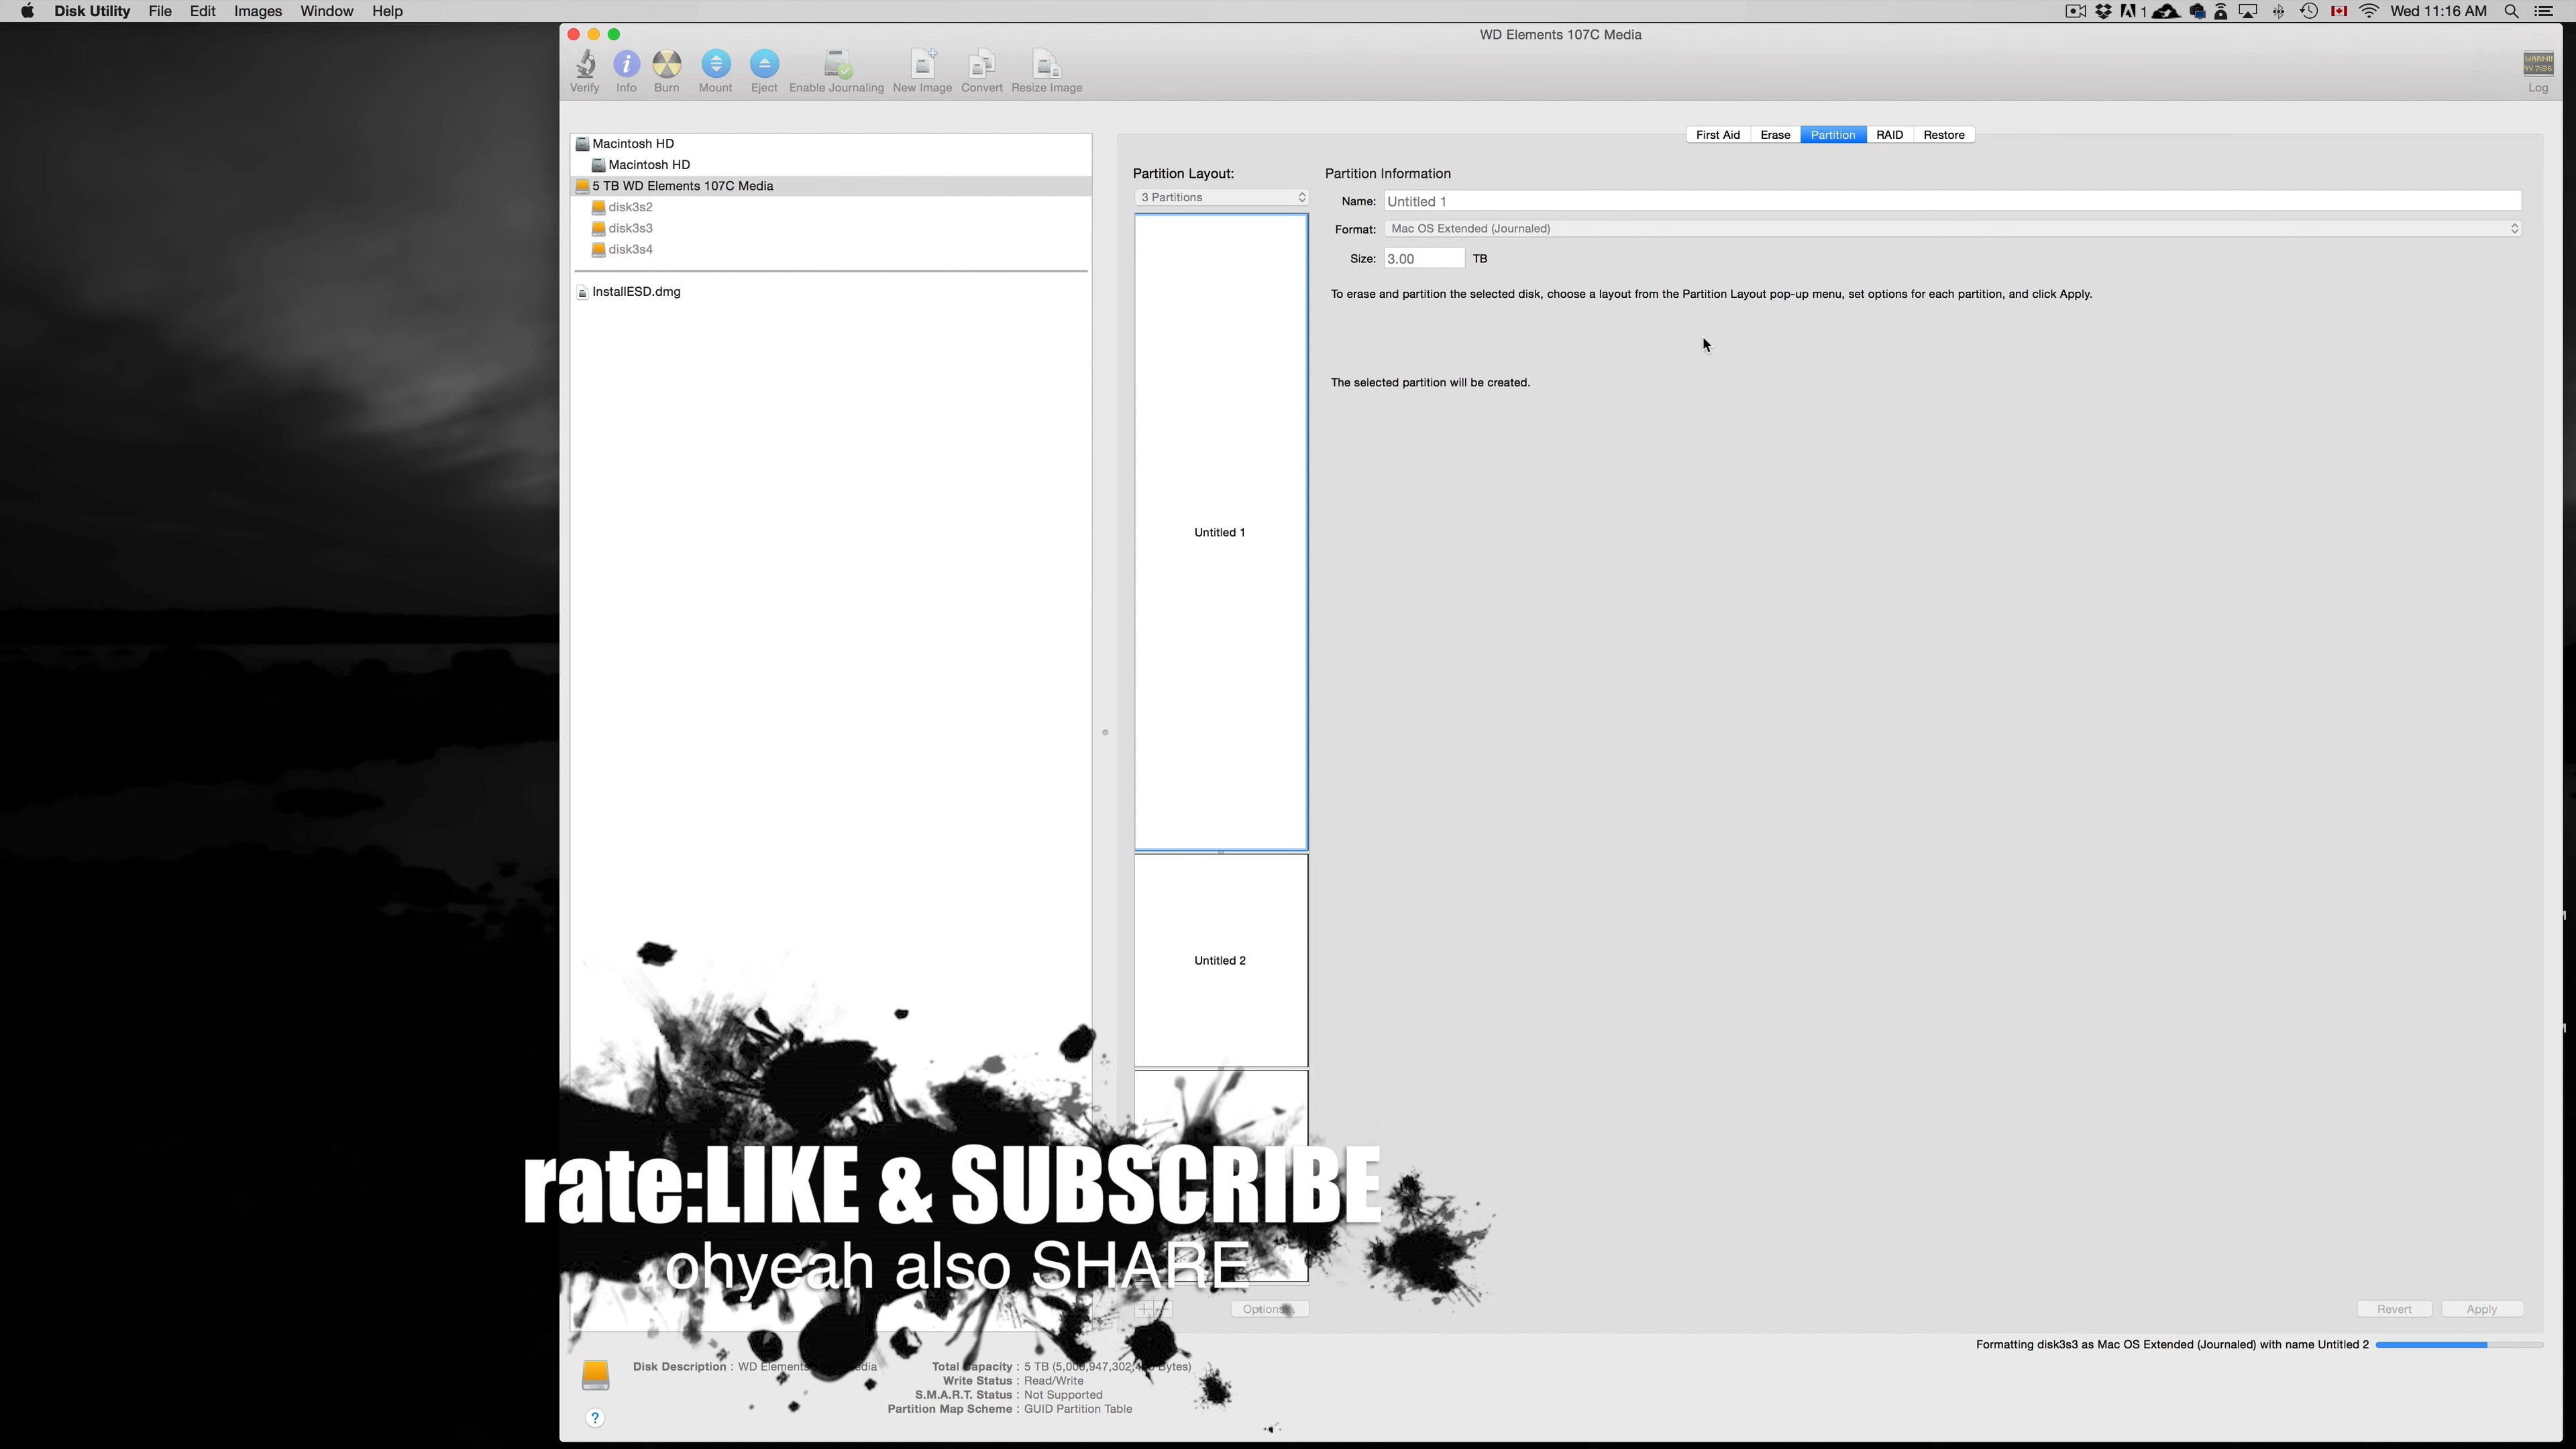 Disk Utility File Edit Images Window Help
1 Wed 11:16 AM
WD Elements 107C Media
Verify Info Burn Mount Eject Enable Journaling New Image Convert Resize Image
Log
First Aid Erase Partition RAID Restore
Macintosh HD
Macintosh HD
5 TB WD Elements 107C Media
disk3s2
disk3s3
disk3s4
InstallESD.dmg
Partition Layout:
3 Partitions
Untitled 1
Untitled 2
Partition Information
Name: Untitled 1
Format: Mac OS Extended (Journaled)
Size: 3.00 TB
To erase and partition the selected disk, choose a layout from the Partition Layout pop-up menu, set options for each partition, and click Apply.
The selected partition will be created.
rate:LIKE & SUBSCRIBE
ohyeah also SHARE
Options
Revert Apply
Formatting disk3s3 as Mac OS Extended (Journaled) with name Untitled 2
Disk Description : WD Elements
Total Capacity : 5 TB
Write Status : Read/Write
S.M.A.R.T. Status : Not Supported
Partition Map Scheme : GUID Partition Table
?